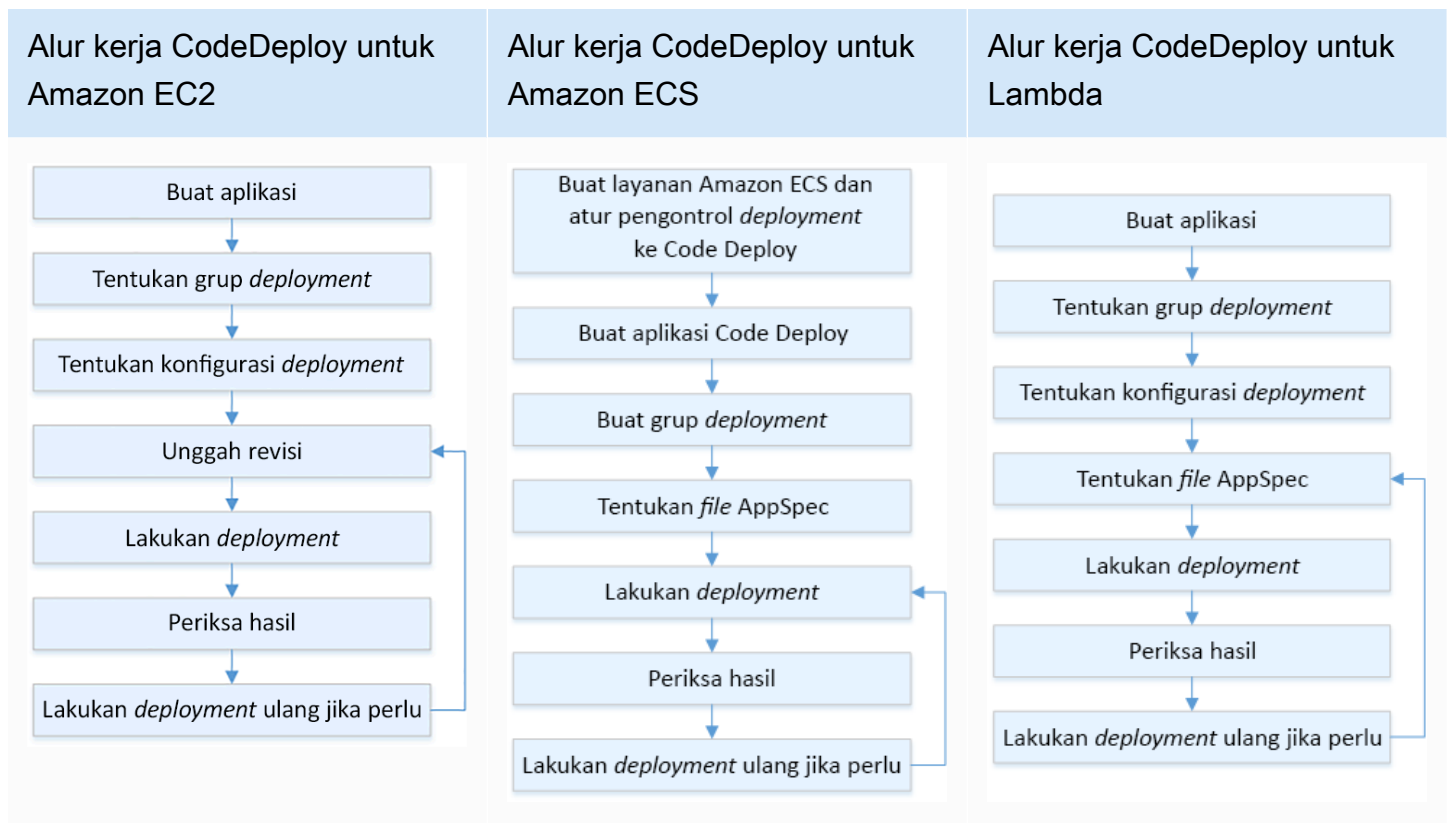 Alur kerja CodeDeploy untuk
Amazon EC2
Alur kerja CodeDeploy untuk
Amazon ECS
Alur kerja CodeDeploy untuk
Lambda
Buat aplikasi
Tentukan grup deployment
Tentukan konfigurasi deployment
Unggah revisi
Lakukan deployment
Periksa hasil
Lakukan deployment ulang jika perlu
Buat layanan Amazon ECS dan
atur pengontrol deployment
ke Code Deploy
Buat aplikasi Code Deploy
Buat grup deployment
Tentukan file AppSpec
Lakukan deployment
Periksa hasil
Lakukan deployment ulang jika perlu
Buat aplikasi
Tentukan grup deployment
Tentukan konfigurasi deployment
Tentukan file AppSpec
Lakukan deployment
Periksa hasil
Lakukan deployment ulang jika perlu